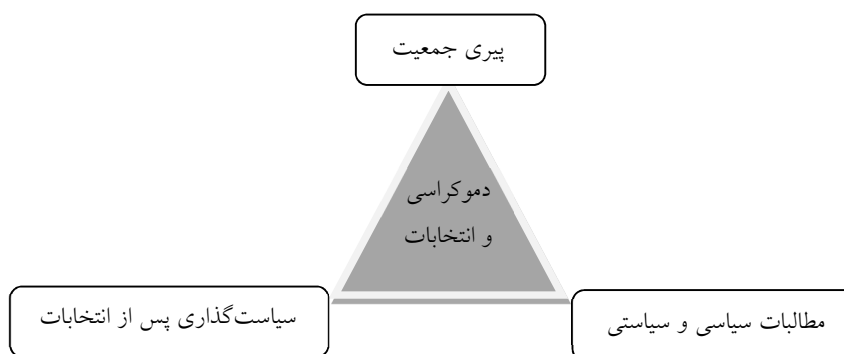 پیری جمعیت
دموکراسی
و انتخابات
مطالبات سیاسی و سیاستی
سیاست‌گذاری پس از انتخابات